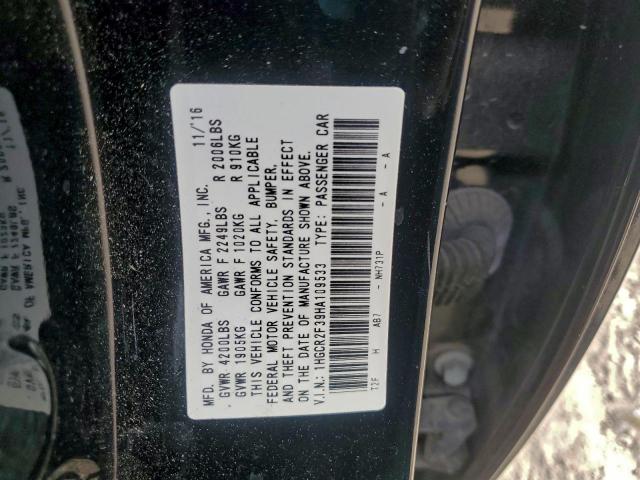 MFD. BY HONDA OF AMERICA MFG., INC. 11/'16
GVWR 4200LBS GAWR F 2249LBS R 2006LBS
GVWR 1905KG GAWR F 1020KG R 910KG
THIS VEHICLE CONFORMS TO ALL APPLICABLE
FEDERAL MOTOR VEHICLE SAFETY, BUMPER,
AND THEFT PREVENTION STANDARDS IN EFFECT
ON THE DATE OF MANUFACTURE SHOWN ABOVE.
V.I.N.: 1HGCR2F39HA109533 TYPE: PASSENGER CAR
T2F H AB7 - NH731P - A - A